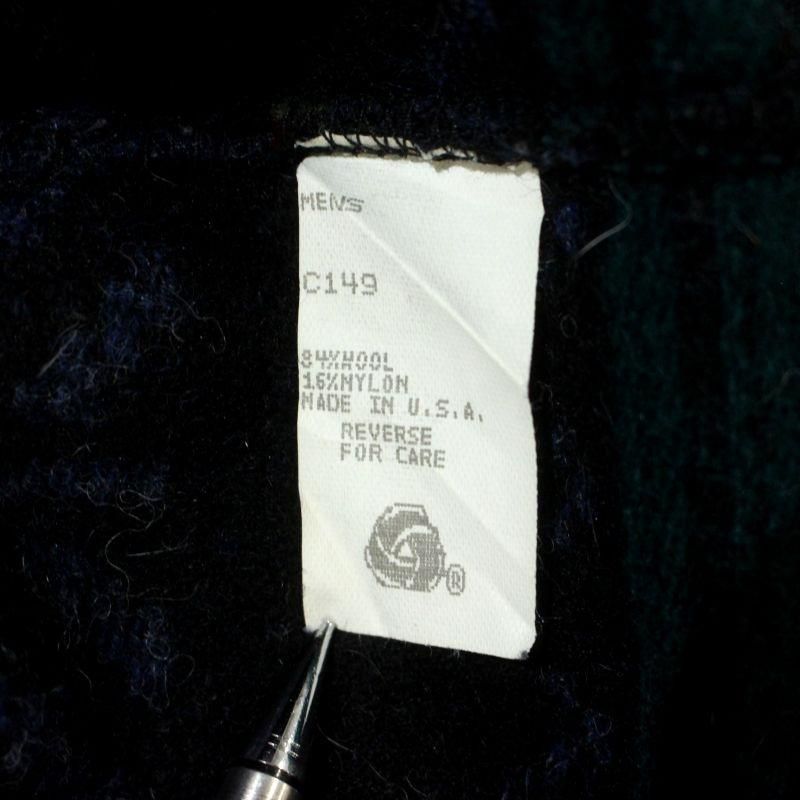 MENS
C149
84%WOOL
16%NYLON
MADE IN U.S.A.
REVERSE
FOR CARE
®